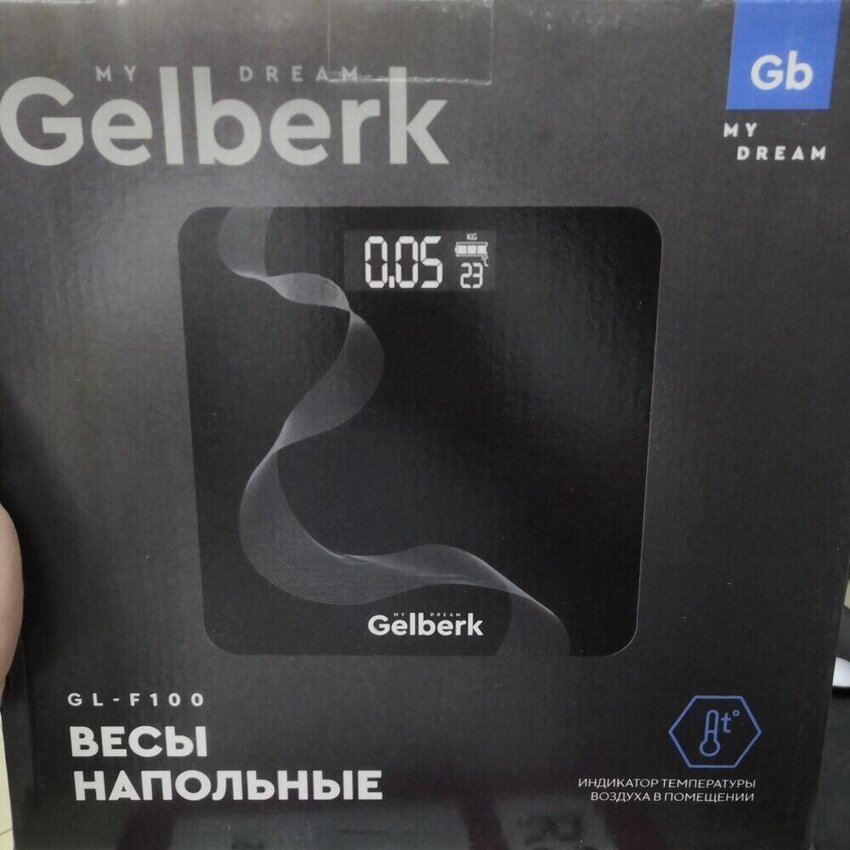 MY DREAM
Gelberk
Gb
MY
DREAM
0.05
KG
23°C
MY DREAM
Gelberk
GL-F100
ВЕСЫ
НАПОЛЬНЫЕ
t°
ИНДИКАТОР ТЕМПЕРАТУРЫ
ВОЗДУХА В ПОМЕЩЕНИИ